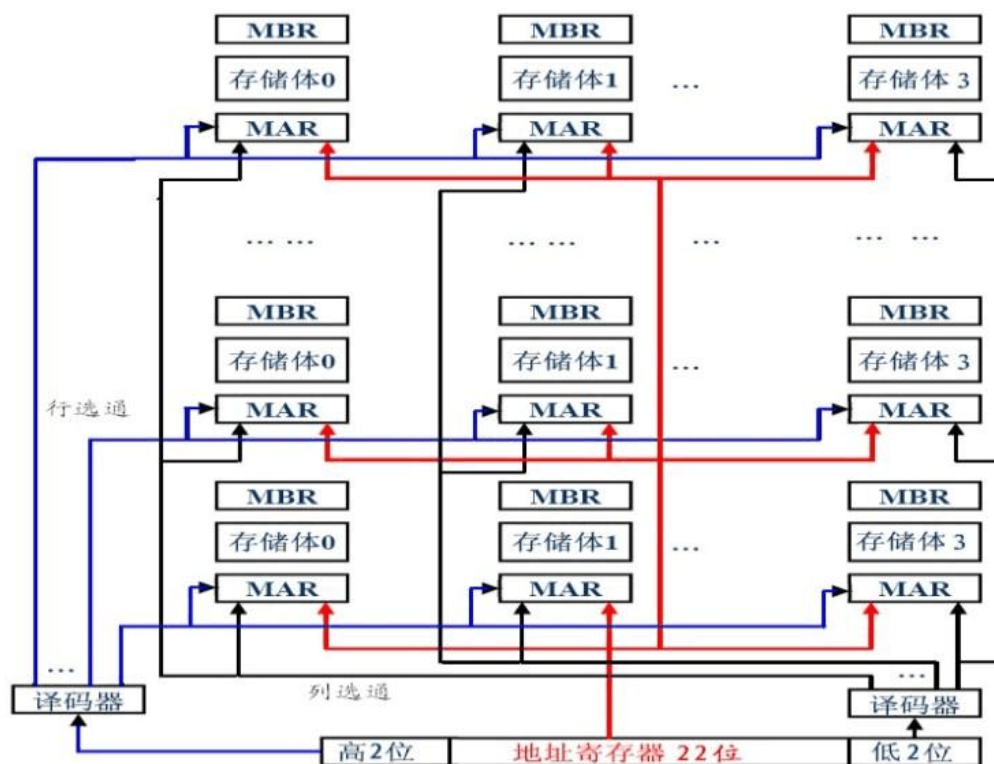 MBR MBR MBR
存储体0 存储体1 ... 存储体 3
MAR MAR MAR
... ... ... ... ... ... ...
MBR MBR MBR
存储体0 存储体1 ... 存储体 3
行选通 MAR MAR MAR
MBR MBR MBR
存储体0 存储体1 ... 存储体 3
MAR MAR MAR
... ...
译码器 列选通 译码器
高2位 地址寄存器 22位 低2位